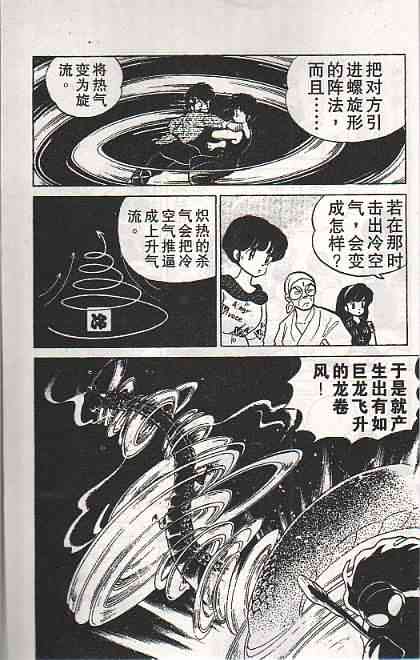 把对方引
进螺旋形
的阵法，
而且……
将热气
变为旋
流。
若在那时
击出冷空
气，会变
成怎样？
炽热的杀
气会把冷
空气推逼
成上升气
流。
冷
于是就产
生出有如
巨龙飞升
的龙卷
风！